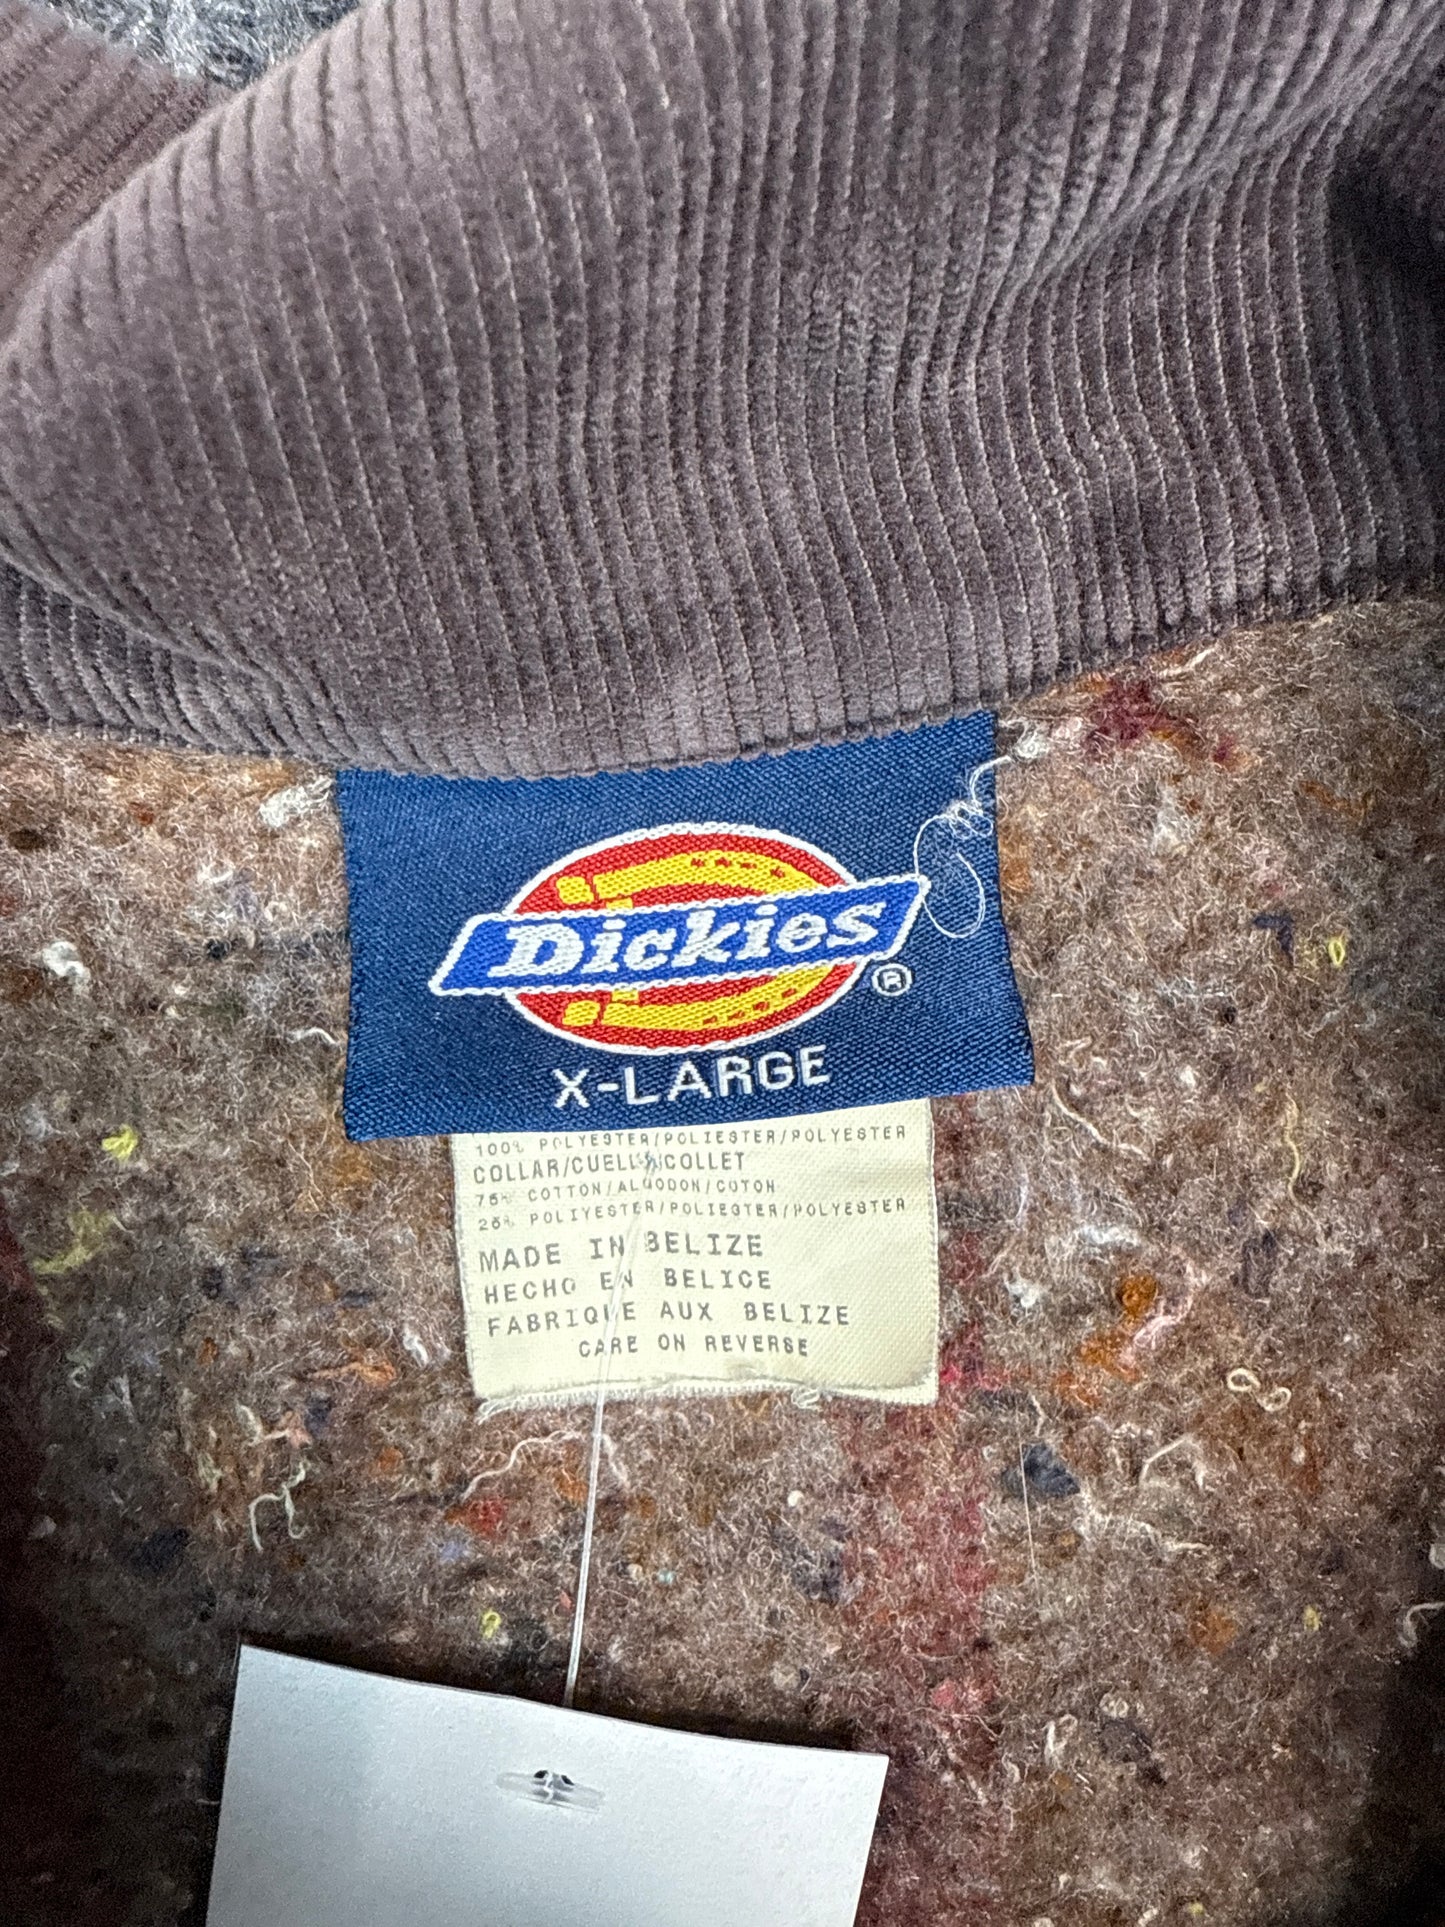 Dickies
®
X-LARGE
100% POLYESTER/POLIESTER/POLYESTER
COLLAR/CUELLO/COLLET
75% COTTON/ALGODON/COTON
25% POLIYESTER/POLIESTER/POLYESTER
MADE IN BELIZE
HECHO EN BELICE
FABRIQUE AUX BELIZE
CARE ON REVERSE